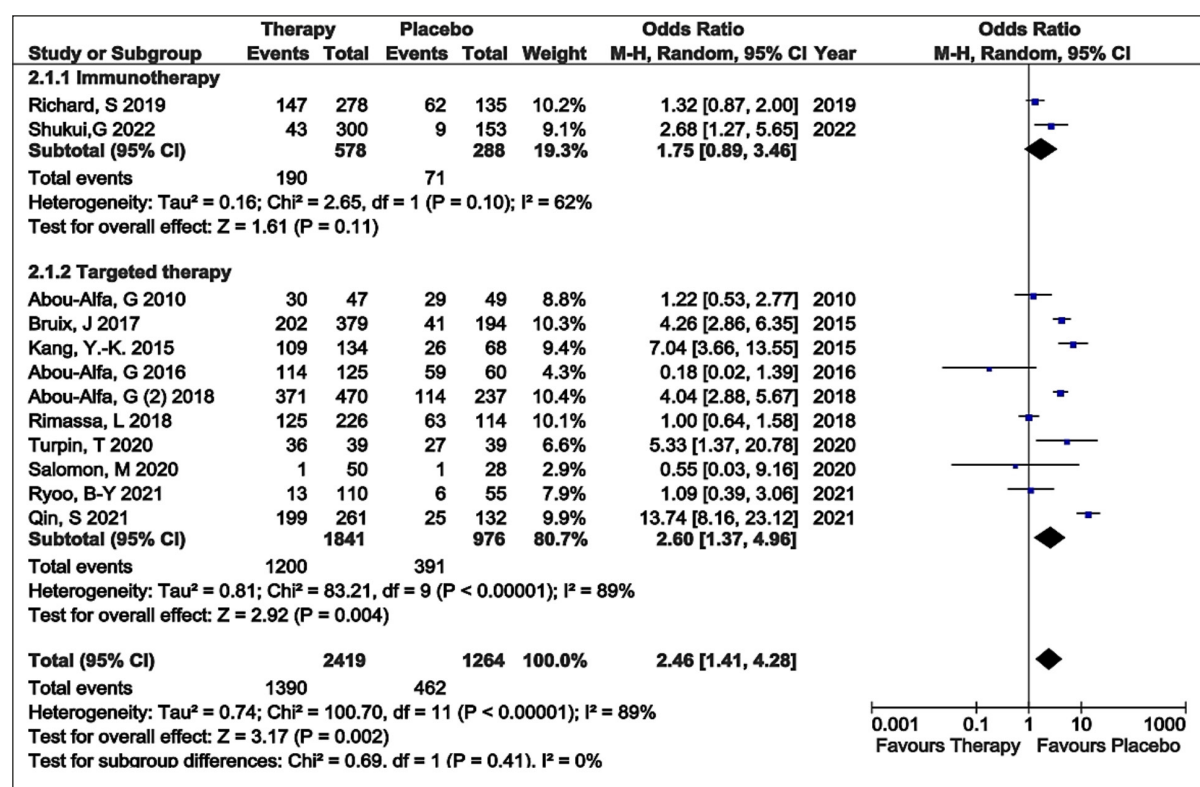 Therapy Placebo Odds Ratio Odds Ratio
Study or Subgroup Events Total Events Total Weight M-H, Random, 95% CI Year M-H, Random, 95% CI
2.1.1 Immunotherapy
Richard, S 2019 147 278 62 135 10.2% 1.32 [0.87, 2.00] 2019
Shukui,G 2022 43 300 9 153 9.1% 2.68 [1.27, 5.65] 2022
Subtotal (95% CI) 578 288 19.3% 1.75 [0.89, 3.46]
Total events 190 71
Heterogeneity: Tau² = 0.16; Chi² = 2.65, df = 1 (P = 0.10); I² = 62%
Test for overall effect: Z = 1.61 (P = 0.11)
2.1.2 Targeted therapy
Abou-Alfa, G 2010 30 47 29 49 8.8% 1.22 [0.53, 2.77] 2010
Bruix, J 2017 202 379 41 194 10.3% 4.26 [2.86, 6.35] 2015
Kang, Y.-K. 2015 109 134 26 68 9.4% 7.04 [3.66, 13.55] 2015
Abou-Alfa, G 2016 114 125 59 60 4.3% 0.18 [0.02, 1.39] 2016
Abou-Alfa, G (2) 2018 371 470 114 237 10.4% 4.04 [2.88, 5.67] 2018
Rimassa, L 2018 125 226 63 114 10.1% 1.00 [0.64, 1.58] 2018
Turpin, T 2020 36 39 27 39 6.6% 5.33 [1.37, 20.78] 2020
Salomon, M 2020 1 50 1 28 2.9% 0.55 [0.03, 9.16] 2020
Ryoo, B-Y 2021 13 110 6 55 7.9% 1.09 [0.39, 3.06] 2021
Qin, S 2021 199 261 25 132 9.9% 13.74 [8.16, 23.12] 2021
Subtotal (95% CI) 1841 976 80.7% 2.60 [1.37, 4.96]
Total events 1200 391
Heterogeneity: Tau² = 0.81; Chi² = 83.21, df = 9 (P < 0.00001); I² = 89%
Test for overall effect: Z = 2.92 (P = 0.004)
Total (95% CI) 2419 1264 100.0% 2.46 [1.41, 4.28]
Total events 1390 462
Heterogeneity: Tau² = 0.74; Chi² = 100.70, df = 11 (P < 0.00001); I² = 89%
Test for overall effect: Z = 3.17 (P = 0.002)
Test for subgroup differences: Chi² = 0.69, df = 1 (P = 0.41), I² = 0%
0.001 0.1 1 10 1000
Favours Therapy Favours Placebo